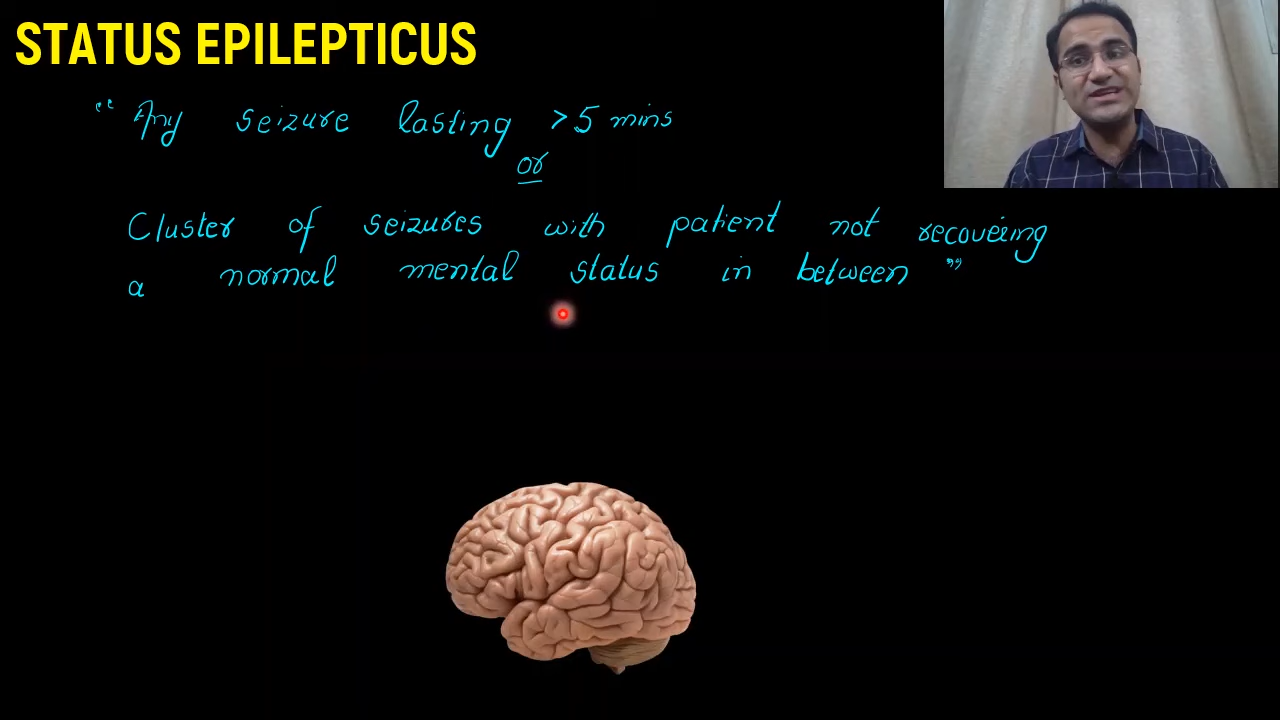 STATUS EPILEPTICUS
“ Any seizure lasting >5 mins
or
Cluster of seizures with patient not recovering
a normal mental status in between ”